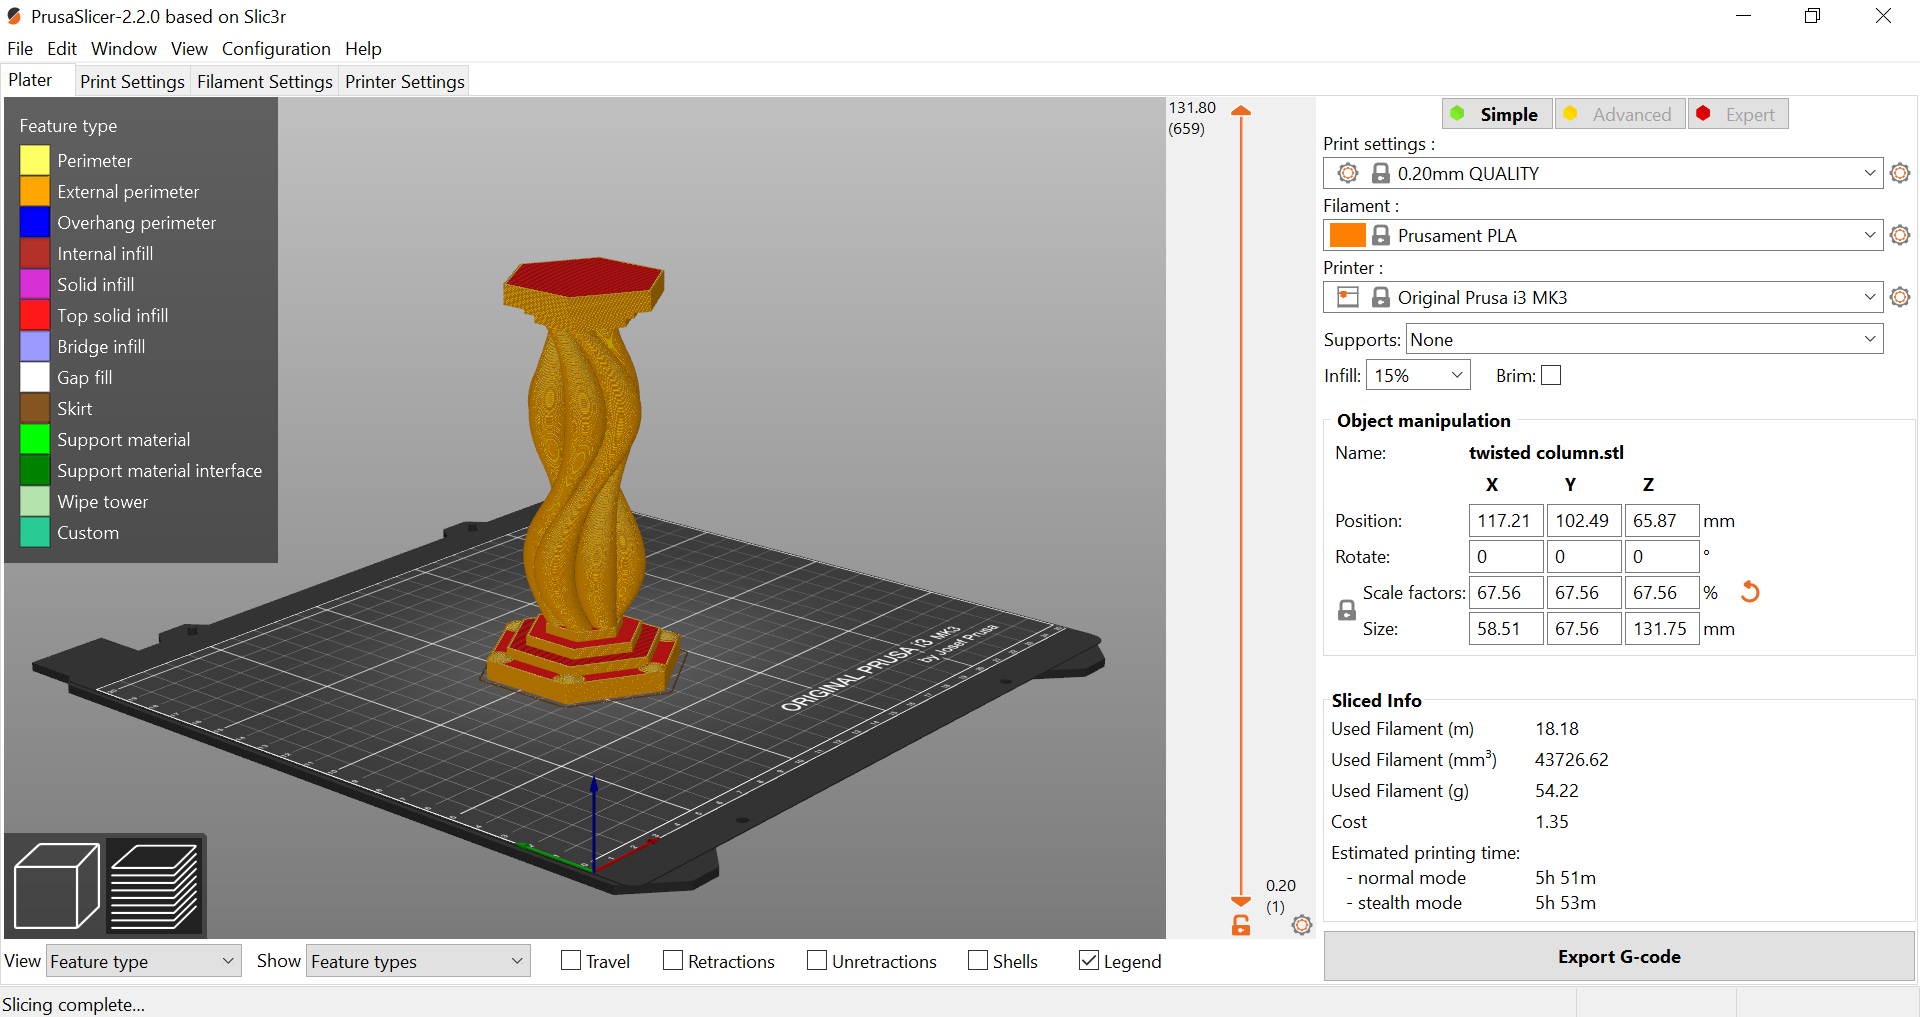 PrusaSlicer-2.2.0 based on Slic3r
File Edit Window View Configuration Help
Plater Print Settings Filament Settings Printer Settings
Feature type
Perimeter
External perimeter
Overhang perimeter
Internal infill
Solid infill
Top solid infill
Bridge infill
Gap fill
Skirt
Support material
Support material interface
Wipe tower
Custom
ORIGINAL PRUSA i3 MK3
by Josef Prusa
131.80
(659)
0.20
(1)
Simple Advanced Expert
Print settings :
0.20mm QUALITY
Filament :
Prusament PLA
Printer :
Original Prusa i3 MK3
Supports: None
Infill: 15% Brim:
Object manipulation
Name: twisted column.stl
X Y Z
Position: 117.21 102.49 65.87 mm
Rotate: 0 0 0 °
Scale factors: 67.56 67.56 67.56 %
Size: 58.51 67.56 131.75 mm
Sliced Info
Used Filament (m) 18.18
Used Filament (mm³) 43726.62
Used Filament (g) 54.22
Cost 1.35
Estimated printing time:
- normal mode 5h 51m
- stealth mode 5h 53m
Export G-code
View Feature type Show Feature types Travel Retractions Unretractions Shells Legend
Slicing complete...